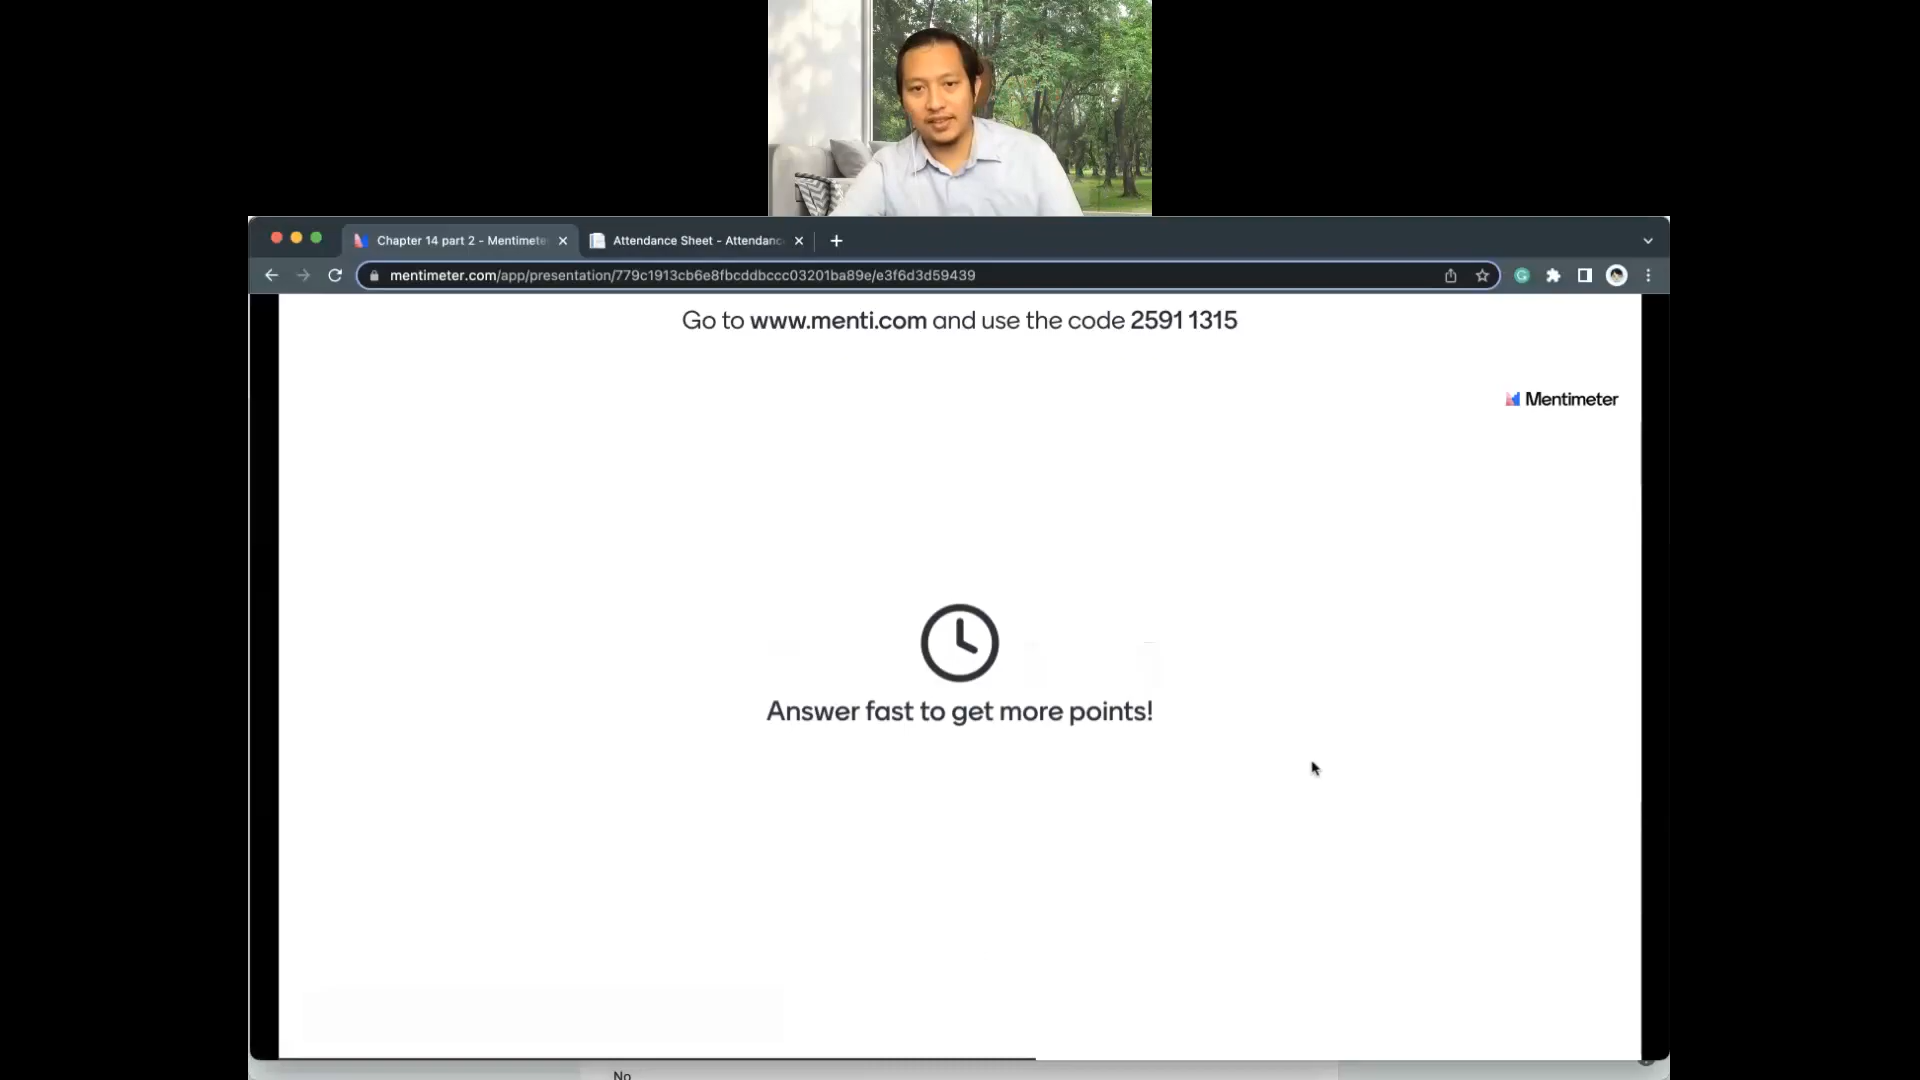 Chapter 14 part 2 - Mentimete
Attendance Sheet - Attendanc
mentimeter.com/app/presentation/779c1913cb6e8fbcddbccc03201ba89e/e3f6d3d59439
Go to www.menti.com and use the code 2591 1315
Mentimeter
Answer fast to get more points!
No